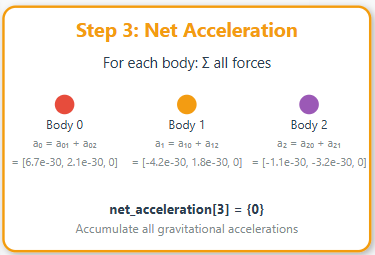 Step 3: Net Acceleration
For each body: Σ all forces
Body 0 Body 1 Body 2
a₀ = a₀₁ + a₀₂ a₁ = a₁₀ + a₁₂ a₂ = a₂₀ + a₂₁
= [6.7e-30, 2.1e-30, 0] = [-4.2e-30, 1.8e-30, 0] = [-1.1e-30, -3.2e-30, 0]
net_acceleration[3] = {0}
Accumulate all gravitational accelerations